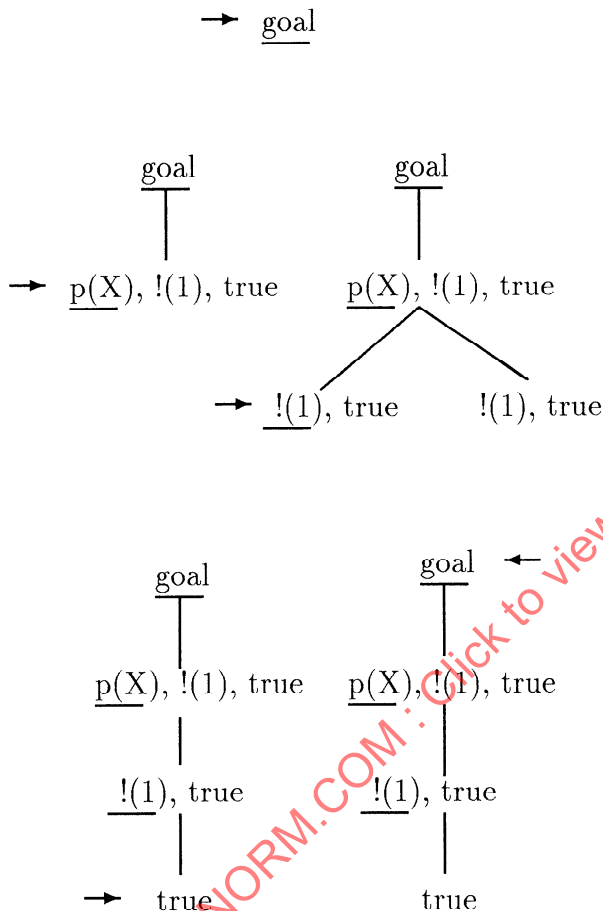 goal
goal goal
p(X), !(1), true p(X), !(1), true
!(1), true !(1), true
goal goal
p(X), !(1), true p(X), !(1), true
!(1), true !(1), true
true true
NORM.COM : Click to view